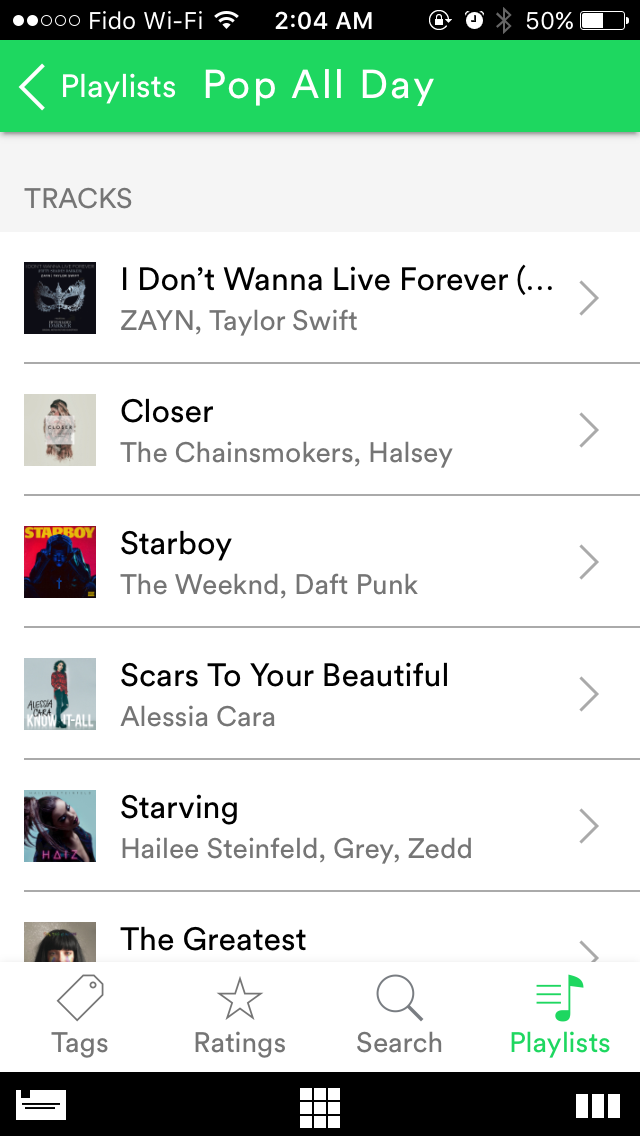 Fido Wi-Fi 2:04 AM 50%
Playlists Pop All Day
TRACKS
I Don’t Wanna Live Forever (...
ZAYN, Taylor Swift
CLOSER
Closer
The Chainsmokers, Halsey
STARBOY
Starboy
The Weeknd, Daft Punk
Scars To Your Beautiful
ALESSIA
CARA
KNOW-IT-ALL
Alessia Cara
Starving
HAIZ
Hailee Steinfeld, Grey, Zedd
The Greatest
Tags Ratings Search Playlists